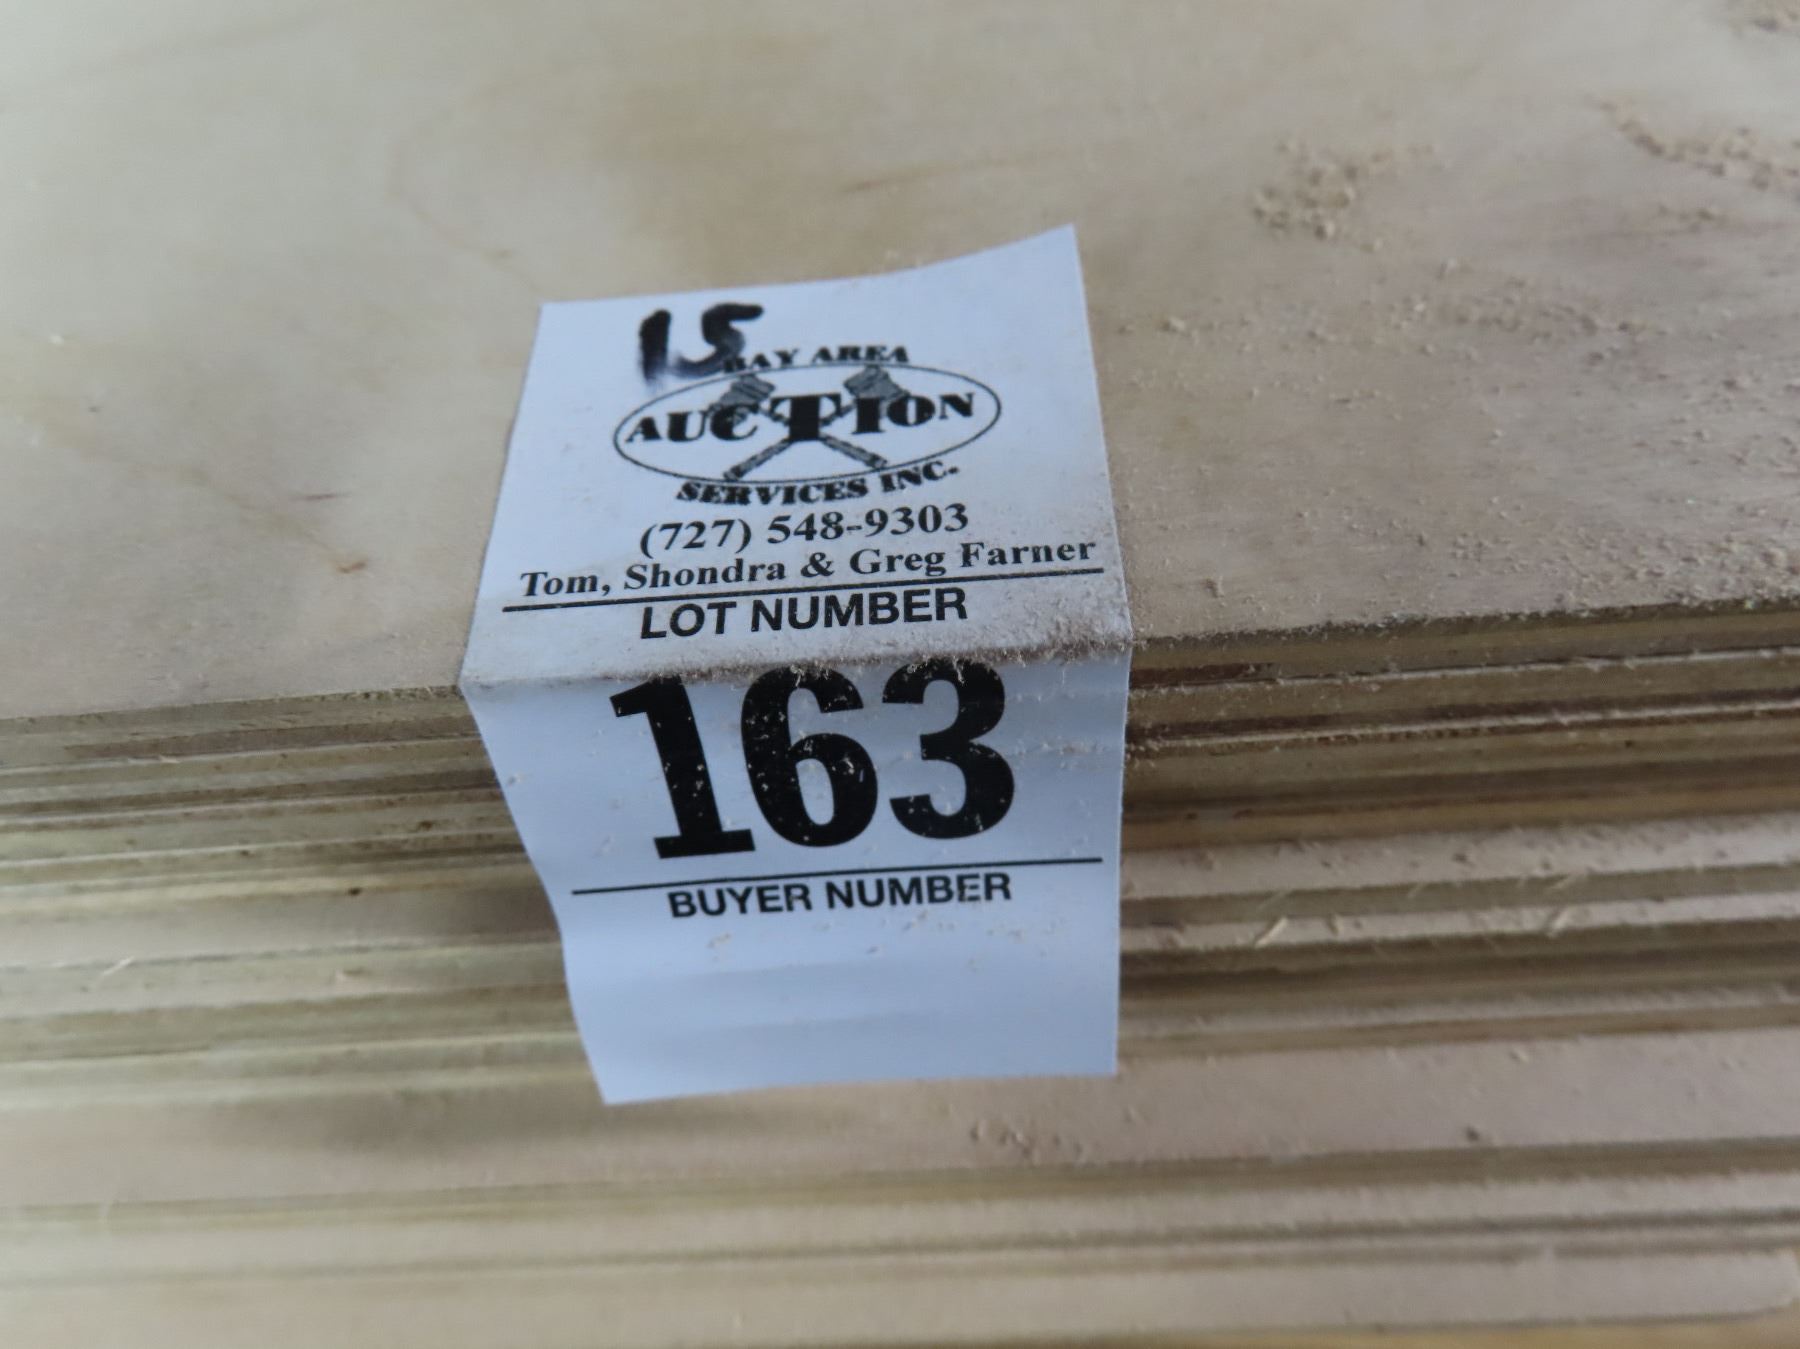 15
BAY AREA
AUCTION
SERVICES INC.
(727) 548-9303
Tom, Shondra & Greg Farner
LOT NUMBER
163
BUYER NUMBER